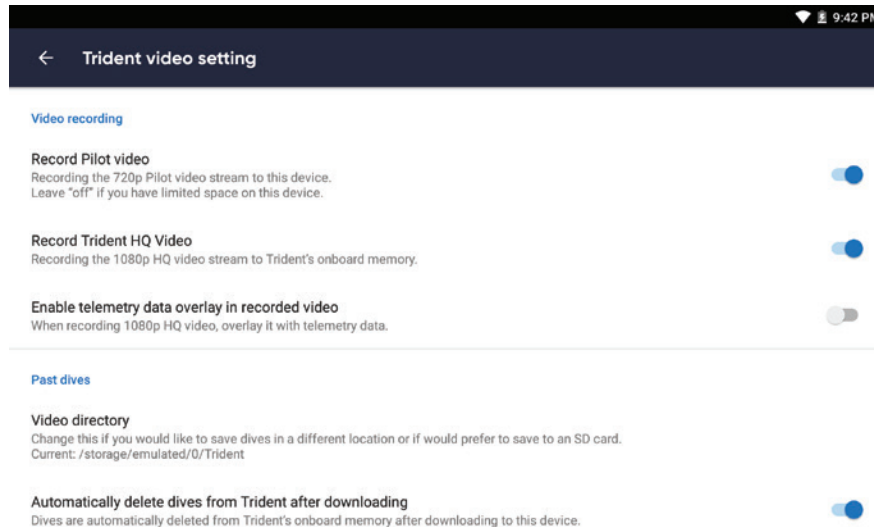 9:42 PM
Trident video setting
Video recording
Record Pilot video
Recording the 720p Pilot video stream to this device.
Leave "off" if you have limited space on this device.
Record Trident HQ Video
Recording the 1080p HQ video stream to Trident's onboard memory.
Enable telemetry data overlay in recorded video
When recording 1080p HQ video, overlay it with telemetry data.
Past dives
Video directory
Change this if you would like to save dives in a different location or if would prefer to save to an SD card.
Current: /storage/emulated/0/Trident
Automatically delete dives from Trident after downloading
Dives are automatically deleted from Trident's onboard memory after downloading to this device.